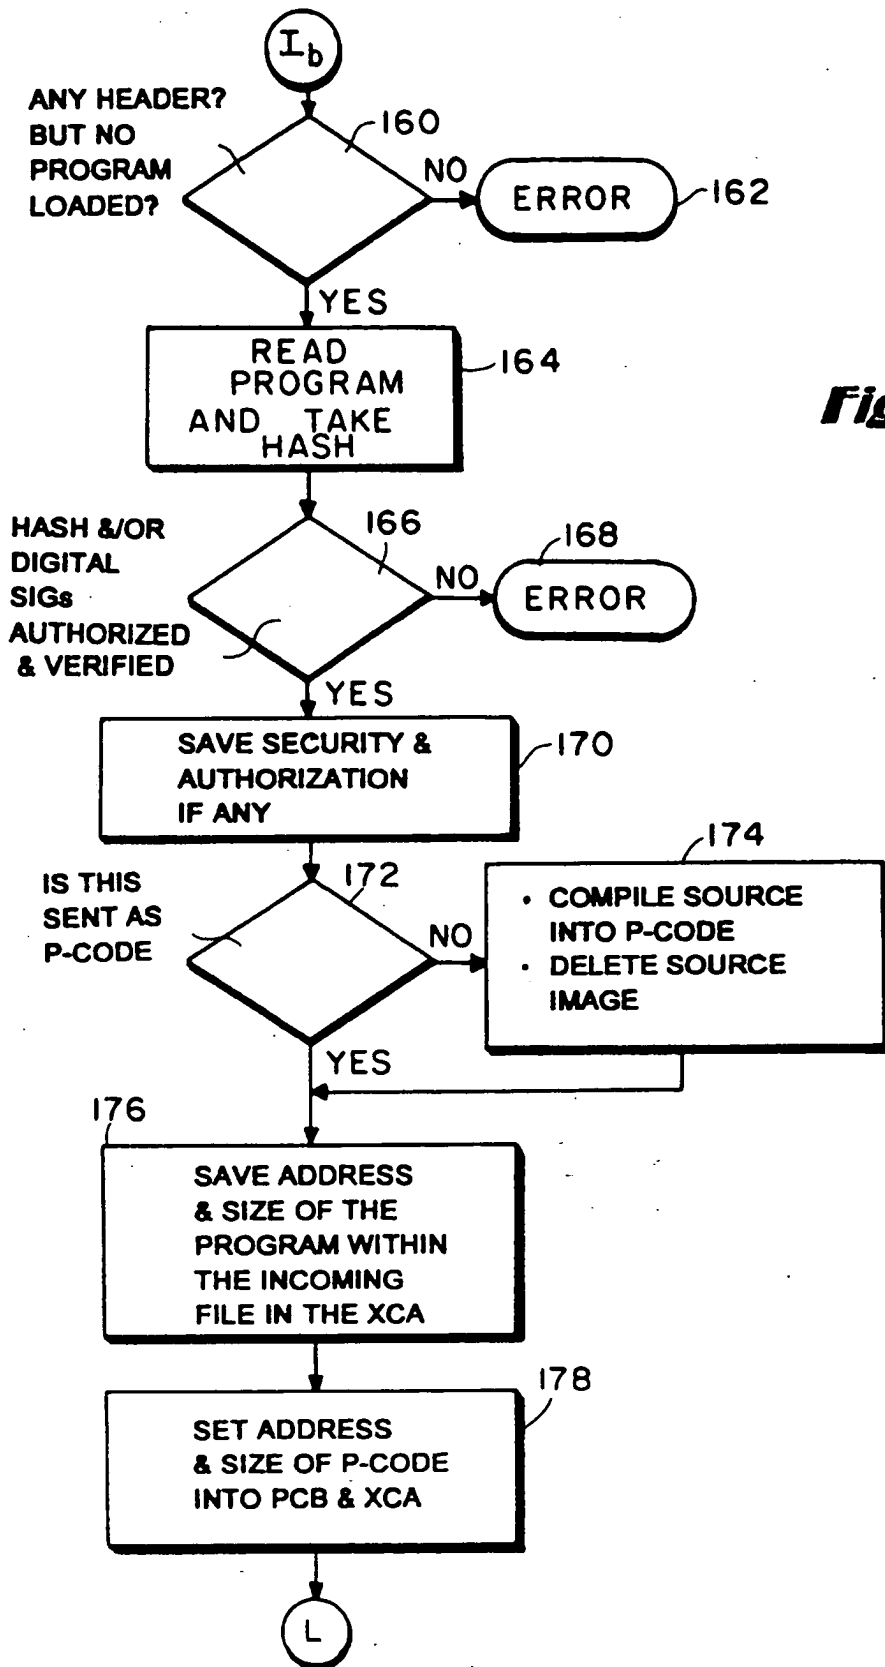 I b
ANY HEADER?
BUT NO
PROGRAM
LOADED?
160
NO
ERROR
162
YES
READ
PROGRAM
AND TAKE
HASH
164
Fig
HASH &/OR
DIGITAL
SIGs
AUTHORIZED
& VERIFIED
166
NO
168
ERROR
YES
SAVE SECURITY &
AUTHORIZATION
IF ANY
170
IS THIS
SENT AS
P-CODE
172
NO
174
• COMPILE SOURCE
INTO P-CODE
• DELETE SOURCE
IMAGE
YES
176
SAVE ADDRESS
& SIZE OF THE
PROGRAM WITHIN
THE INCOMING
FILE IN THE XCA
178
SET ADDRESS
& SIZE OF P-CODE
INTO PCB & XCA
L